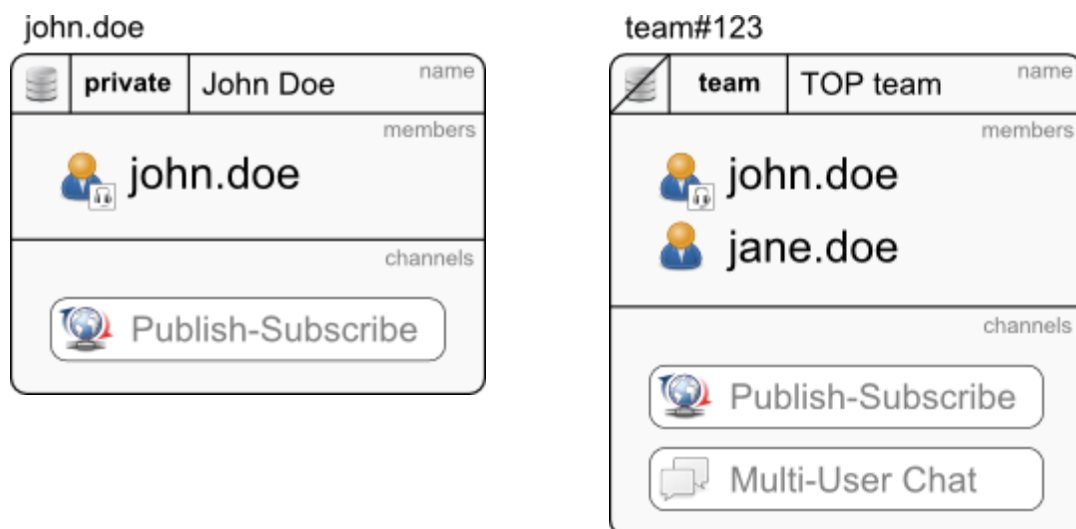 john.doe
private John Doe name
members
john.doe
channels
Publish-Subscribe
team#123
team TOP team name
members
john.doe
jane.doe
channels
Publish-Subscribe
Multi-User Chat